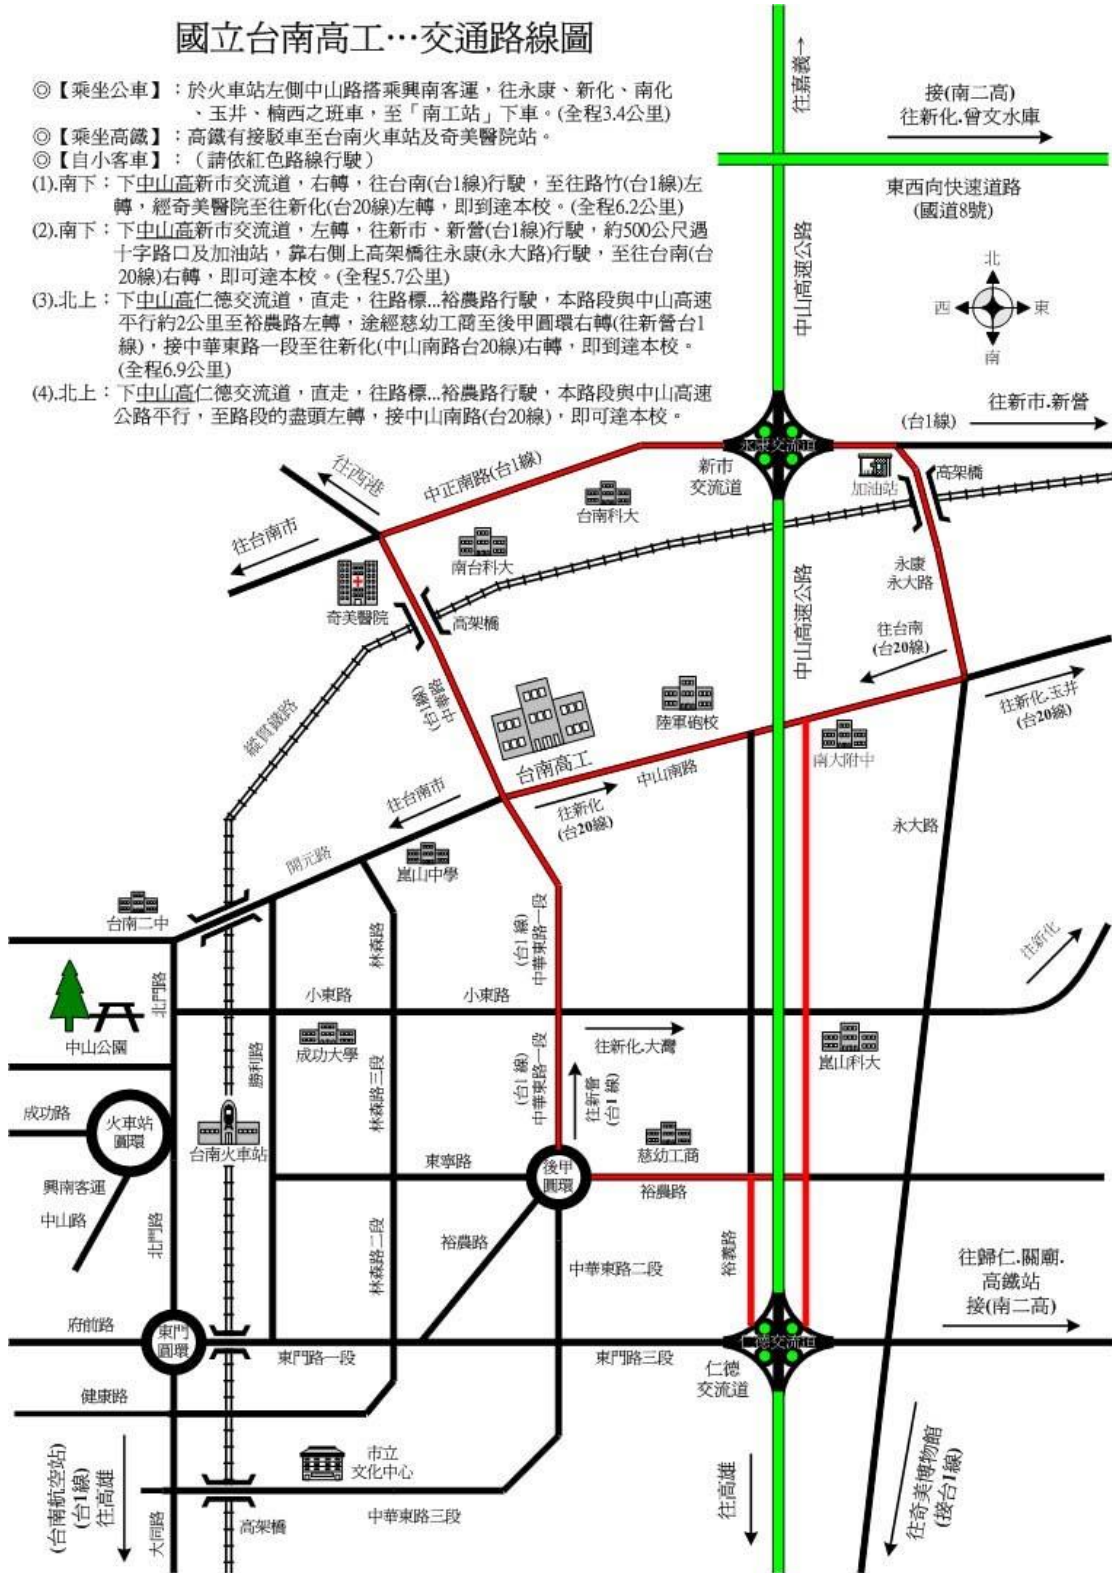 國立台南高工…交通路線圖
◎【乘坐公車】：於火車站左側中山路搭乘興南客運，往永康、新化、南化
、玉井、楠西之班車，至「南工站」下車。(全程3.4公里)
◎【乘坐高鐵】：高鐵有接駁車至台南火車站及奇美醫院站。
◎【自小客車】：（請依紅色路線行駛）
(1).南下：下中山高新市交流道，右轉，往台南(台1線)行駛，至往路竹(台1線)左
轉，經奇美醫院至往新化(台20線)左轉，即到達本校。(全程6.2公里)
(2).南下：下中山高新市交流道，左轉，往新市、新營(台1線)行駛，約500公尺遇
十字路口及加油站，靠右側上高架橋往永康(永大路)行駛，至往台南(台
20線)右轉，即可達本校。(全程5.7公里)
(3).北上：下中山高仁德交流道，直走，往路標...裕農路行駛，本路段與中山高速
平行約2公里至裕農路左轉，途經慈幼工商至後甲圓環右轉(往新營台1
線)，接中華東路一段至往新化(中山南路台20線)右轉，即到達本校。
(全程6.9公里)
(4).北上：下中山高仁德交流道，直走，往路標...裕農路行駛，本路段與中山高速
公路平行，至路段的盡頭左轉，接中山南路(台20線)，即可達本校。
往嘉義→
接(南二高)
往新化.曾文水庫
東西向快速道路
(國道8號)
中山高速公路
北
西
東
南
往新市.新營
(台1線)
永康交流道
新市
交流道
加油站
高架橋
往西港
中正南路(台1線)
台南科大
往台南市
南台科大
奇美醫院
高架橋
永康
永大路
中山高速公路
往台南
(台20線)
中華路
(台1線)
陸軍砲校
往新化.玉井
(台20線)
縱貫鐵路
台南高工
中山南路
南大附中
往台南市
往新化
(台20線)
永大路
開元路
崑山中學
台南二中
林森路
(台1線)
中華東路一段
往新化
北門路
小東路
小東路
中山公園
成功大學
往新化.大灣
崑山科大
勝利路
林森路三段
(台1線)
中華東路一段
往新營
(台1線)
成功路
火車站
圓環
台南火車站
慈幼工商
東寧路
後甲
圓環
裕農路
興南客運
中山路
北門路
林森路二段
裕農路
中華東路二段
裕義路
往歸仁.關廟.
高鐵站
接(南二高)
府前路
東門
圓環
東門路一段
東門路三段
仁德交流道
仁德
交流道
健康路
市立
文化中心
(台南航空站)
(台1線)
往高雄
大同路
高架橋
中華東路三段
往高雄
往奇美博物館
(接台1線)